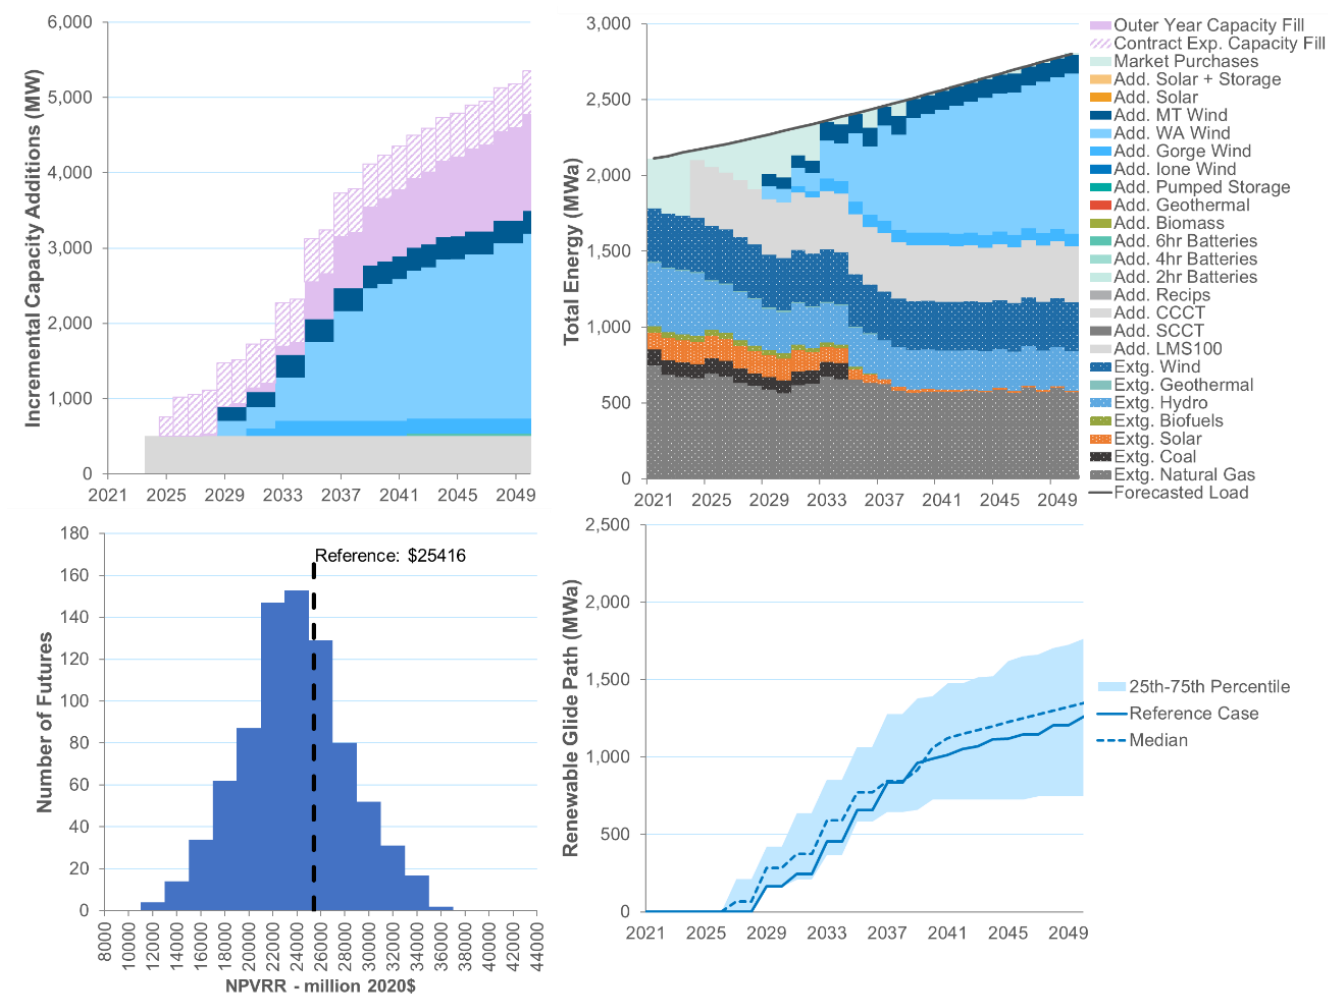 6,000
5,000
4,000
3,000
2,000
1,000
0
Incremental Capacity Additions (MW)
2021 2025 2029 2033 2037 2041 2045 2049
3,000
2,500
2,000
1,500
1,000
500
0
Total Energy (MWa)
2021 2025 2029 2033 2037 2041 2045 2049
Outer Year Capacity Fill
Contract Exp. Capacity Fill
Market Purchases
Add. Solar + Storage
Add. Solar
Add. MT Wind
Add. WA Wind
Add. Gorge Wind
Add. Ione Wind
Add. Pumped Storage
Add. Geothermal
Add. Biomass
Add. 6hr Batteries
Add. 4hr Batteries
Add. 2hr Batteries
Add. Recips
Add. CCCT
Add. SCCT
Add. LMS100
Extg. Wind
Extg. Geothermal
Extg. Hydro
Extg. Biofuels
Extg. Solar
Extg. Coal
Extg. Natural Gas
Forecasted Load
180
160
140
120
100
80
60
40
20
0
Number of Futures
Reference: $25416
8000 10000 12000 14000 16000 18000 20000 22000 24000 26000 28000 30000 32000 34000 36000 38000 40000 42000 44000
NPVRR - million 2020$
2,500
2,000
1,500
1,000
500
0
Renewable Glide Path (MWa)
2021 2025 2029 2033 2037 2041 2045 2049
25th-75th Percentile
Reference Case
Median